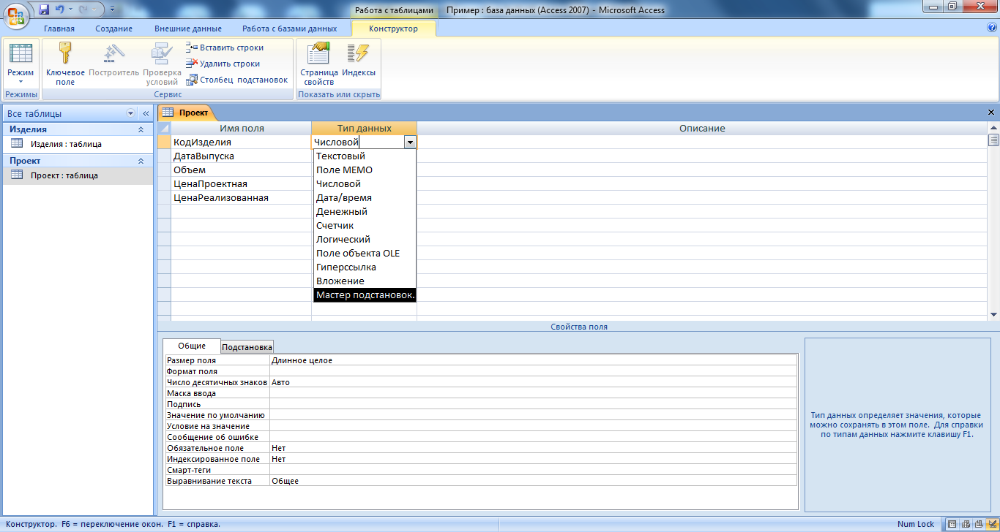 Работа с таблицами Пример : база данных (Access 2007) - Microsoft Access
Главная Создание Внешние данные Работа с базами данных Конструктор
Режим
Ключевое поле
Построитель
Проверка условий
Вставить строки
Удалить строки
Столбец подстановок
Страница свойств
Индексы
Режимы Сервис Показать или скрыть
Все таблицы
Изделия
Изделия : таблица
Проект
Проект : таблица
Проект
Имя поля Тип данных Описание
КодИзделия Числовой
ДатаВыпуска
Объем
ЦенаПроектная
ЦенаРеализованная
Текстовый
Поле МЕМО
Числовой
Дата/время
Денежный
Счетчик
Логический
Поле объекта OLE
Гиперссылка
Вложение
Мастер подстановок.
Свойства поля
Общие Подстановка
Размер поля Длинное целое
Формат поля
Число десятичных знаков Авто
Маска ввода
Подпись
Значение по умолчанию
Условие на значение
Сообщение об ошибке
Обязательное поле Нет
Индексированное поле Нет
Смарт-теги
Выравнивание текста Общее
Тип данных определяет значения, которые
можно сохранять в этом поле. Для справки
по типам данных нажмите клавишу F1.
Конструктор. F6 = переключение окон. F1 = справка. Num Lock